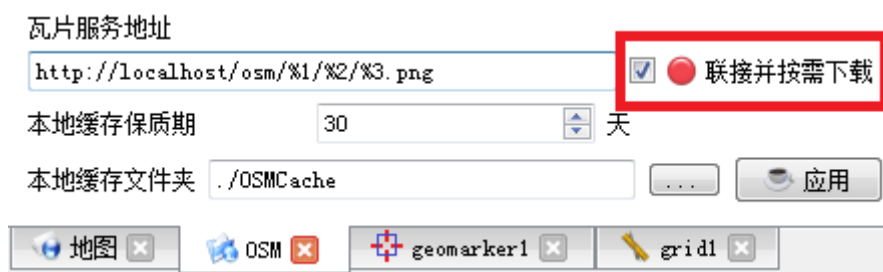 瓦片服务地址
http://localhost/osm/%1/%2/%3.png 联接并按需下载
本地缓存保质期 30 天
本地缓存文件夹 ./OSMCache ... 应用
地图 OSM geomarker1 grid1